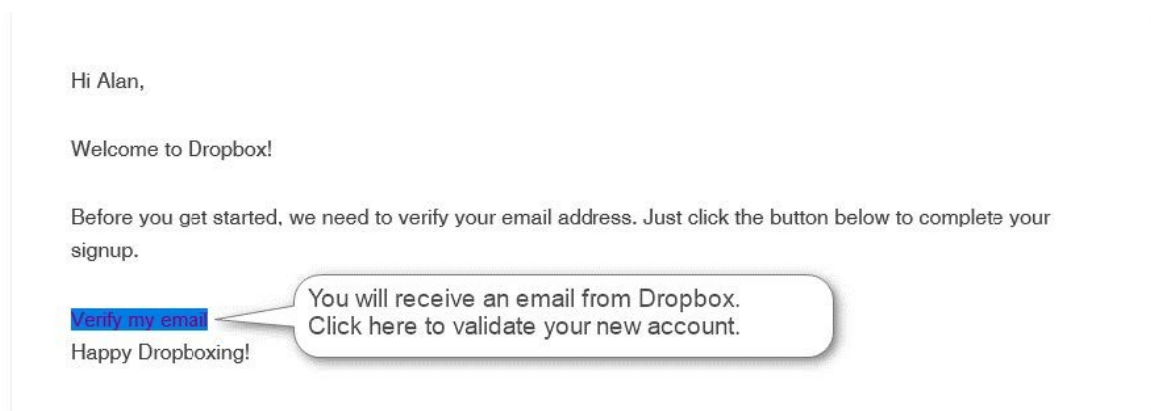 Hi Alan,
Welcome to Dropbox!
Before you get started, we need to verify your email address. Just click the button below to complete your
signup.
You will receive an email from Dropbox.
Click here to validate your new account.
Verify my email
Happy Dropboxing!